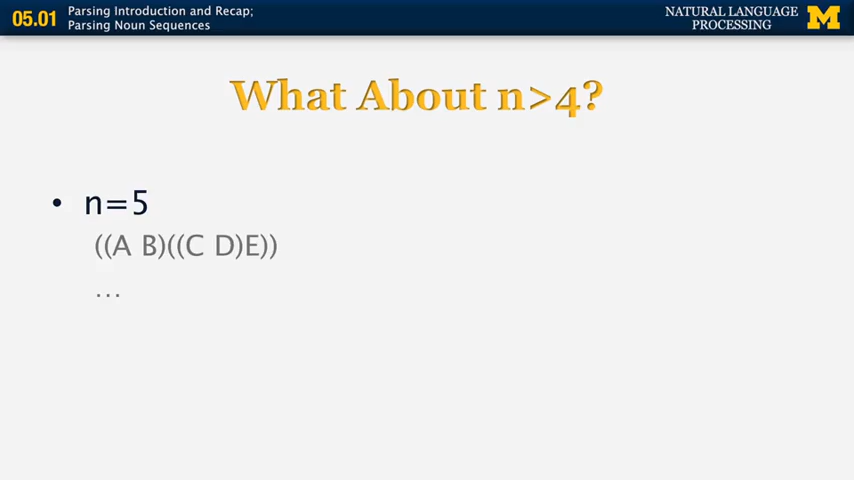 05.01
Parsing Introduction and Recap;
Parsing Noun Sequences
NATURAL LANGUAGE
PROCESSING
M
What About n>4?
• n=5
((A B)((C D)E))
...